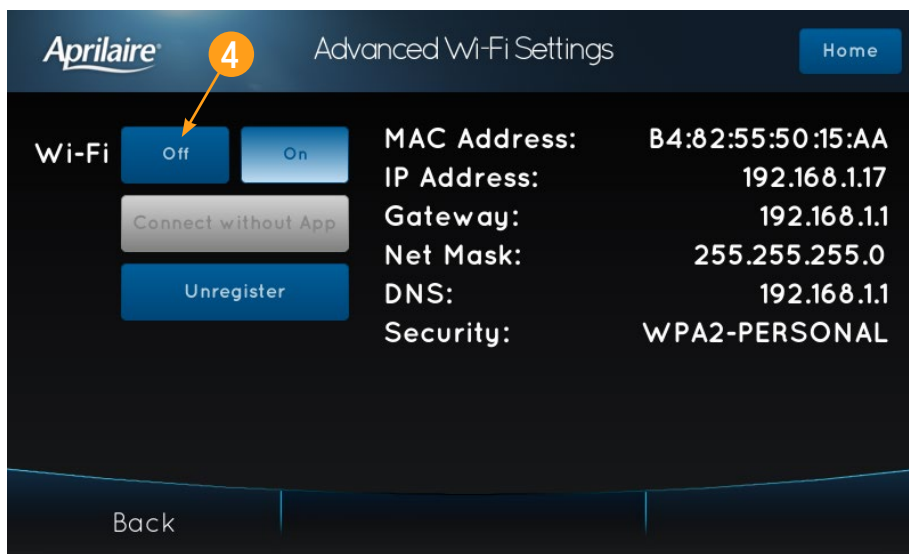 Aprilaire
4
Advanced Wi-Fi Settings
Home
Wi-Fi
Off
On
Connect without App
Unregister
MAC Address: B4:82:55:50:15:AA
IP Address: 192.168.1.17
Gateway: 192.168.1.1
Net Mask: 255.255.255.0
DNS: 192.168.1.1
Security: WPA2-PERSONAL
Back